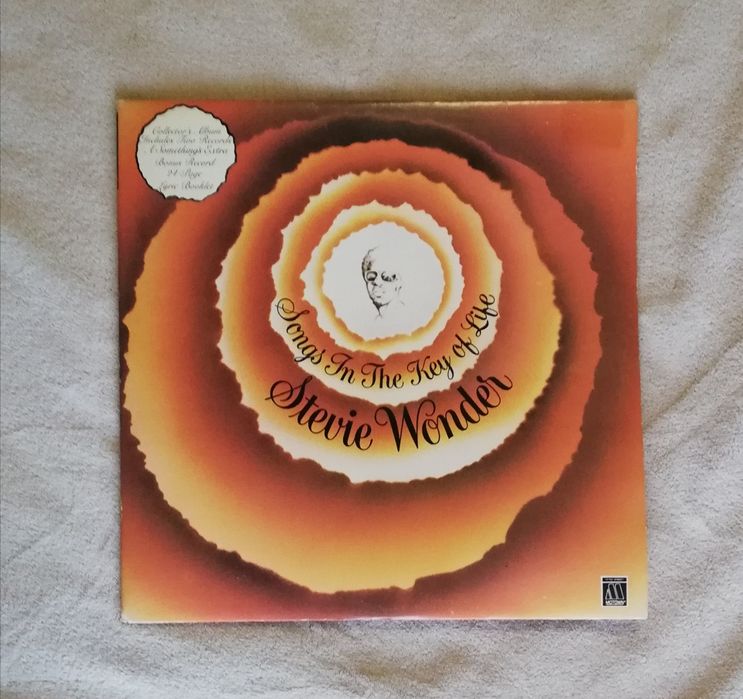 Collector's Album
Includes Two Records
A Something's Extra
Bonus Record
24 Page
Lyric Booklet
Songs In The Key of Life
Stevie Wonder
MOTOWN